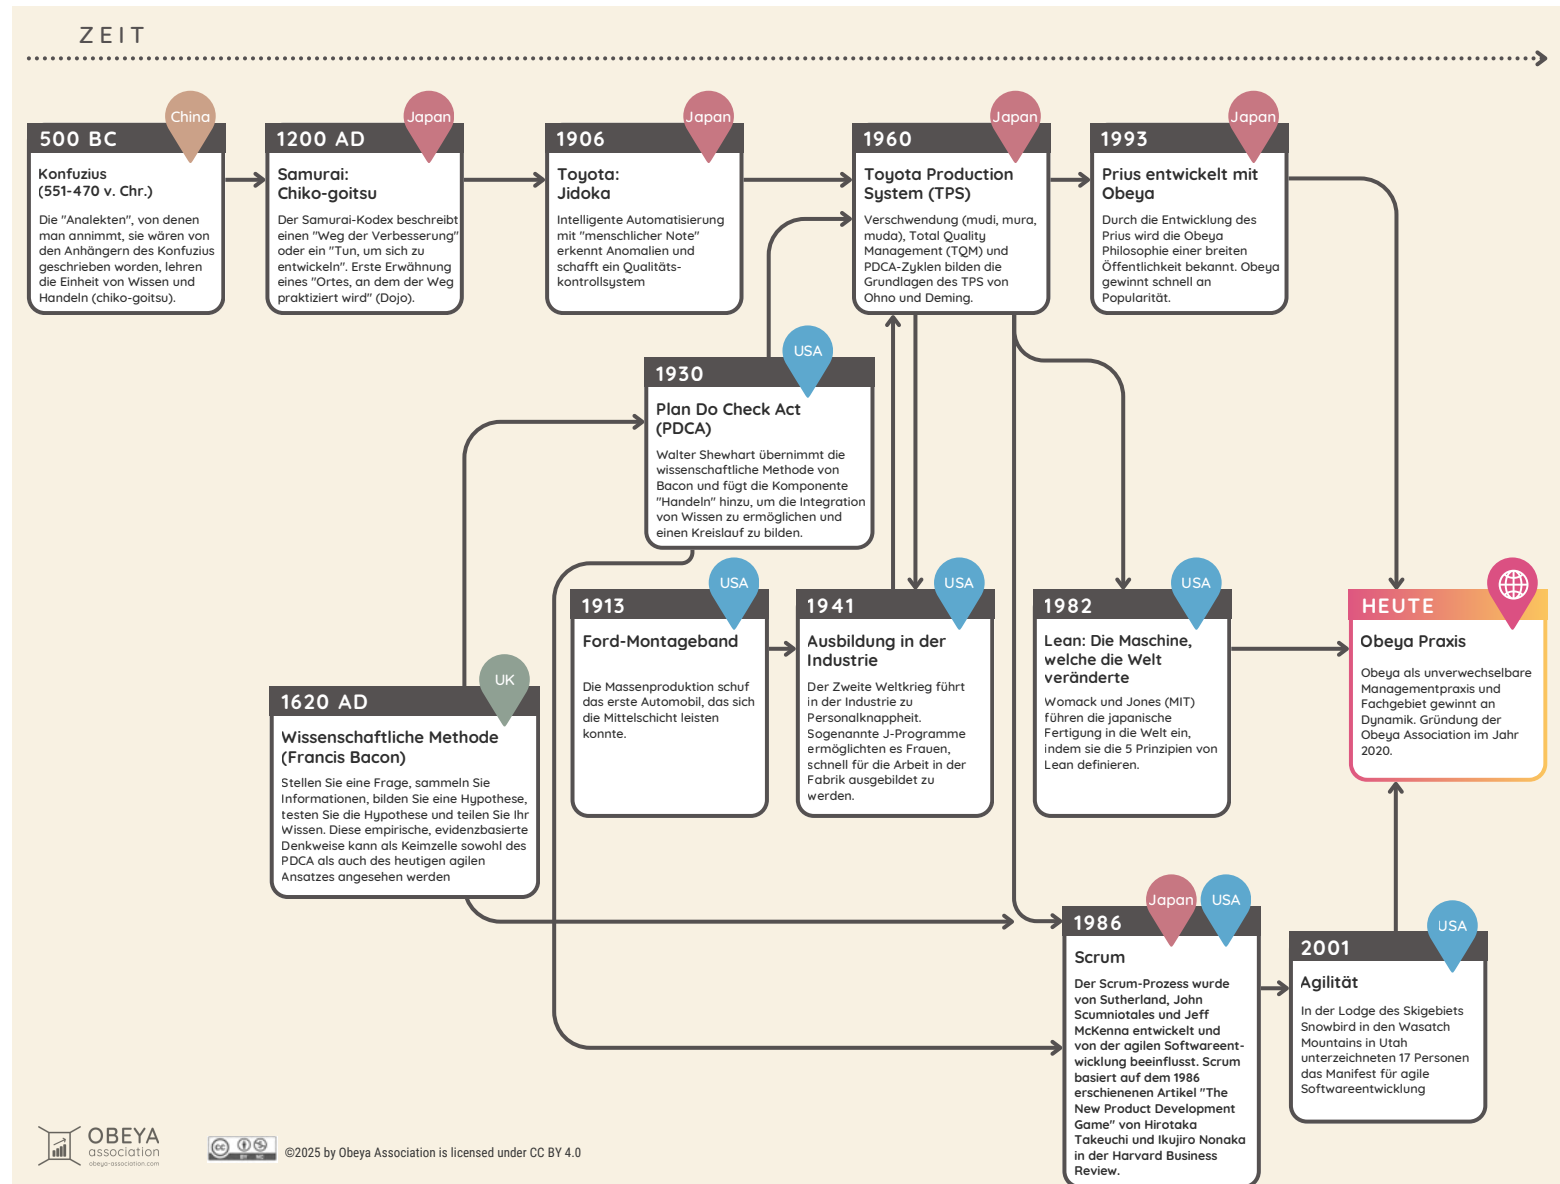 ZEIT
China
500 BC
Konfuzius
(551-470 v. Chr.)
Die "Analekten", von denen
man annimmt, sie wären von
den Anhängern des Konfuzius
geschrieben worden, lehren
die Einheit von Wissen und
Handeln (chiko-goitsu).
Japan
1200 AD
Samurai:
Chiko-goitsu
Der Samurai-Kodex beschreibt
einen "Weg der Verbesserung"
oder ein "Tun, um sich zu
entwickeln". Erste Erwähnung
eines "Ortes, an dem der Weg
praktiziert wird" (Dojo).
Japan
1906
Toyota:
Jidoka
Intelligente Automatisierung
mit "menschlicher Note"
erkennt Anomalien und
schafft ein Qualitäts-
kontrollsystem
Japan
1960
Toyota Production
System (TPS)
Verschwendung (mudi, mura,
muda), Total Quality
Management (TQM) und
PDCA-Zyklen bilden die
Grundlagen des TPS von
Ohno und Deming.
Japan
1993
Prius entwickelt mit
Obeya
Durch die Entwicklung des
Prius wird die Obeya
Philosophie einer breiten
Öffentlichkeit bekannt. Obeya
gewinnt schnell an
Popularität.
USA
1930
Plan Do Check Act
(PDCA)
Walter Shewhart übernimmt die
wissenschaftliche Methode von
Bacon und fügt die Komponente
"Handeln" hinzu, um die Integration
von Wissen zu ermöglichen und
einen Kreislauf zu bilden.
USA
1913
Ford-Montageband
Die Massenproduktion schuf
das erste Automobil, das sich
die Mittelschicht leisten
konnte.
USA
1941
Ausbildung in der
Industrie
Der Zweite Weltkrieg führt
in der Industrie zu
Personalknappheit.
Sogenannte J-Programme
ermöglichten es Frauen,
schnell für die Arbeit in der
Fabrik ausgebildet zu
werden.
USA
1982
Lean: Die Maschine,
welche die Welt
veränderte
Womack und Jones (MIT)
führen die japanische
Fertigung in die Welt ein,
indem sie die 5 Prinzipien von
Lean definieren.
HEUTE
Obeya Praxis
Obeya als unverwechselbare
Managementpraxis und
Fachgebiet gewinnt an
Dynamik. Gründung der
Obeya Association im Jahr
2020.
UK
1620 AD
Wissenschaftliche Methode
(Francis Bacon)
Stellen Sie eine Frage, sammeln Sie
Informationen, bilden Sie eine Hypothese,
testen Sie die Hypothese und teilen Sie Ihr
Wissen. Diese empirische, evidenzbasierte
Denkweise kann als Keimzelle sowohl des
PDCA als auch des heutigen agilen
Ansatzes angesehen werden
Japan
USA
1986
Scrum
Der Scrum-Prozess wurde
von Sutherland, John
Scumniotales und Jeff
McKenna entwickelt und
von der agilen Softwareent-
wicklung beeinflusst. Scrum
basiert auf dem 1986
erschienenen Artikel "The
New Product Development
Game" von Hirotaka
Takeuchi und Ikujiro Nonaka
in der Harvard Business
Review.
USA
2001
Agilität
In der Lodge des Skigebiets
Snowbird in den Wasatch
Mountains in Utah
unterzeichneten 17 Personen
das Manifest für agile
Softwareentwicklung
OBEYA
association
obeya-association.com
cc
BY NC
©2025 by Obeya Association is licensed under CC BY 4.0